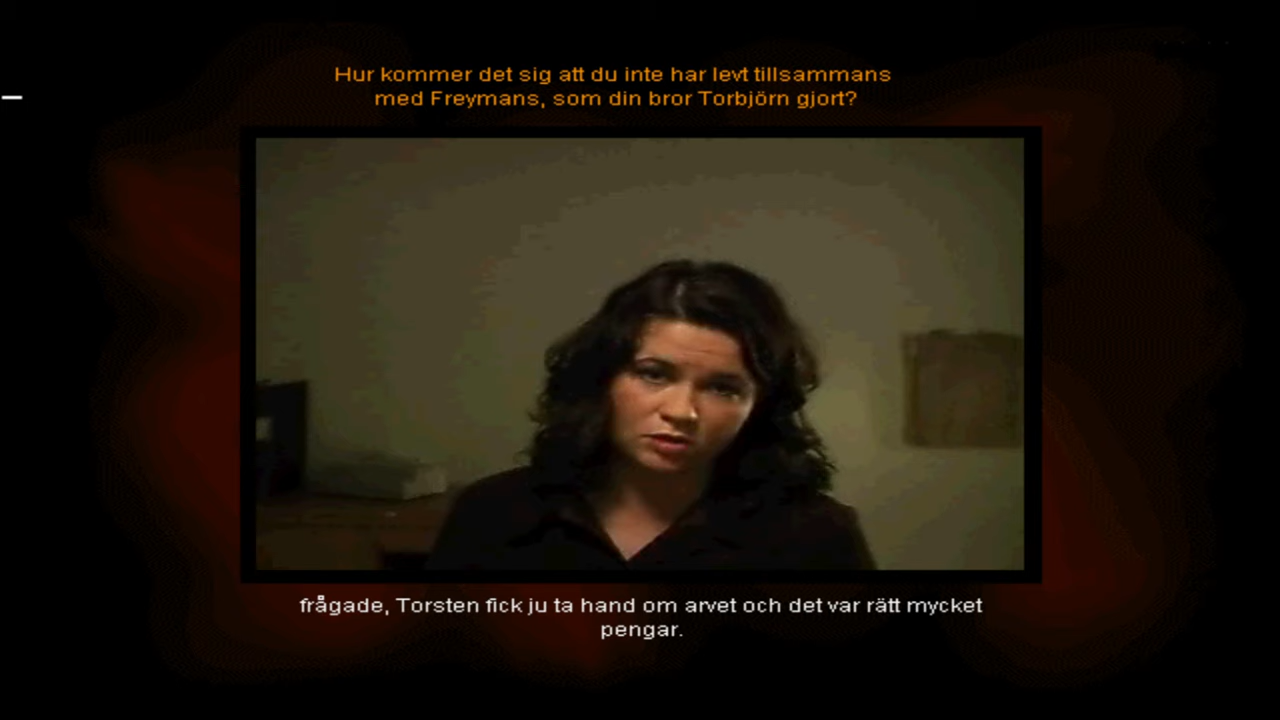 Hur kommer det sig att du inte har levt tillsammans
med Freymans, som din bror Torbjörn gjort?
frågade, Torsten fick ju ta hand om arvet och det var rätt mycket
pengar.